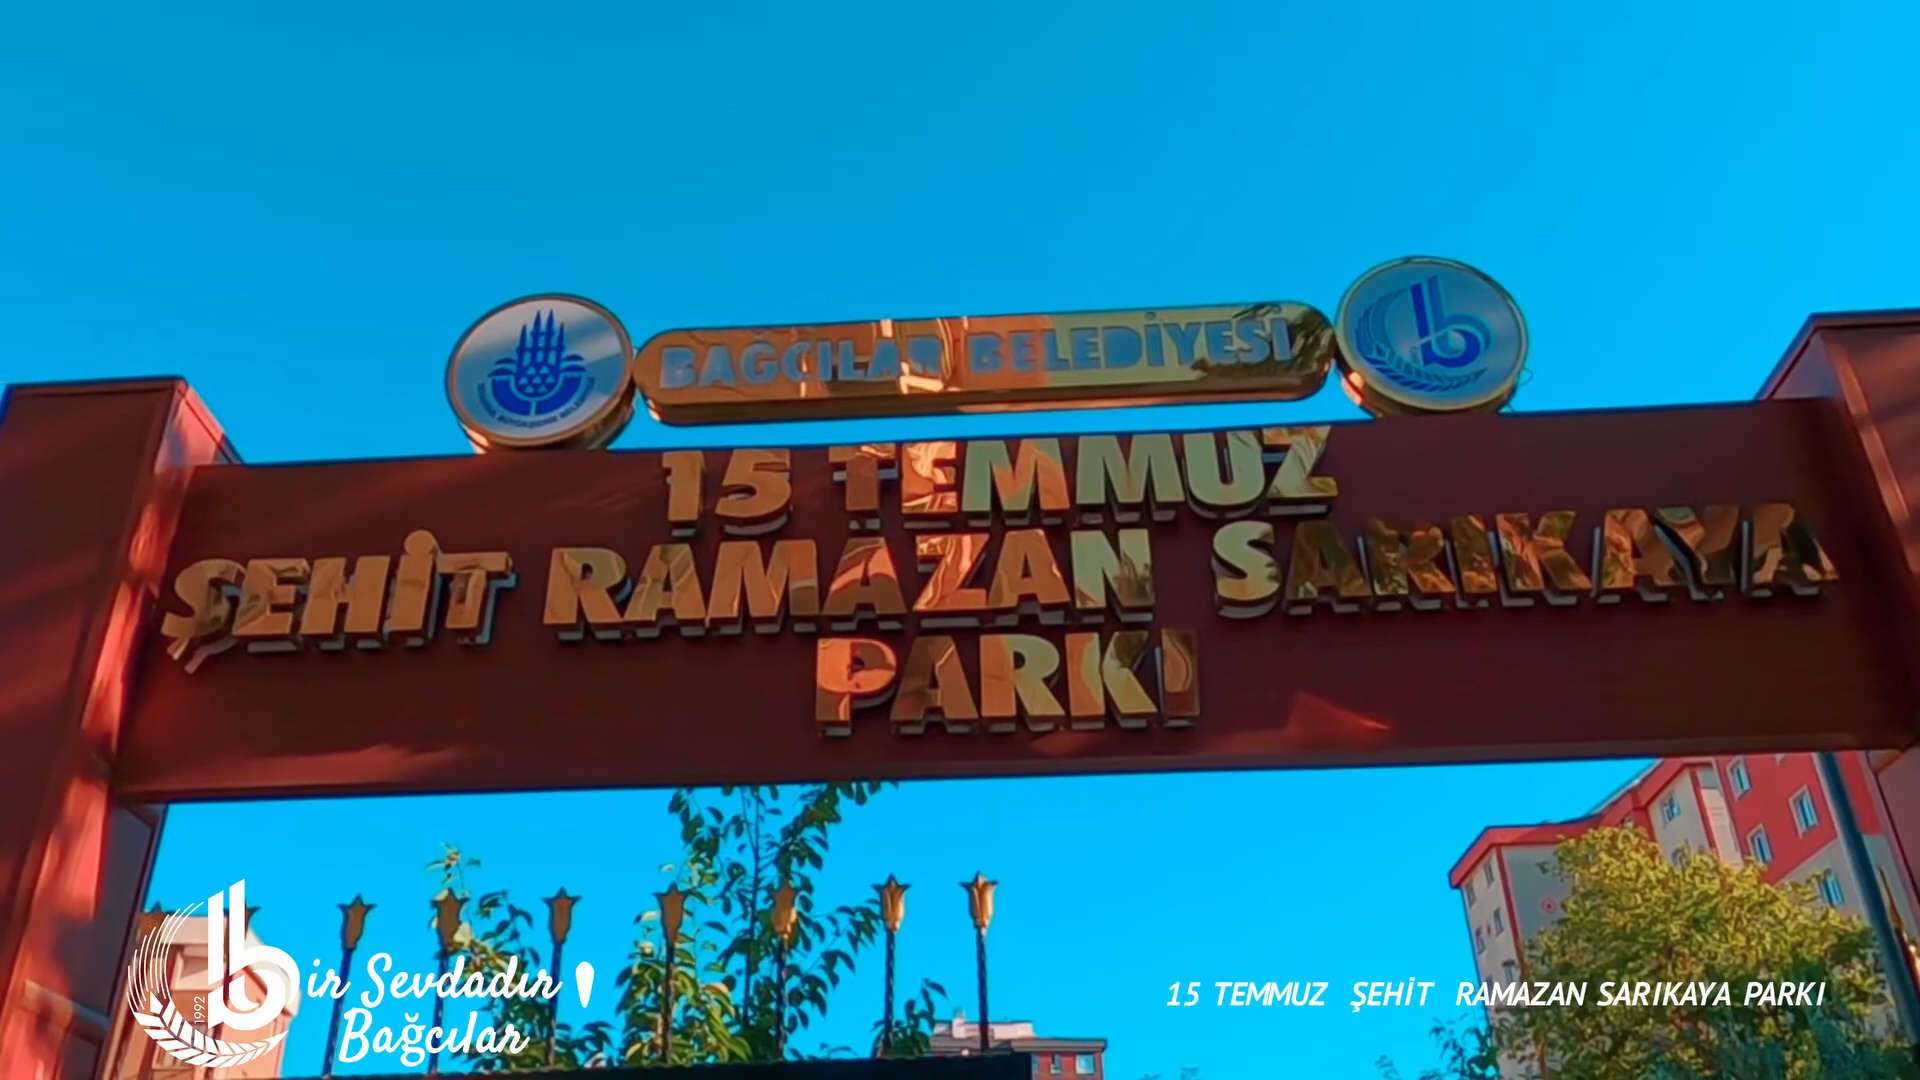 BAĞCILAR BELEDİYESİ
15 TEMMUZ
ŞEHİT RAMAZAN SARIKAYA
PARKI
1992
bir Sevdadır !
Bağcılar
15 TEMMUZ ŞEHİT RAMAZAN SARIKAYA PARKI